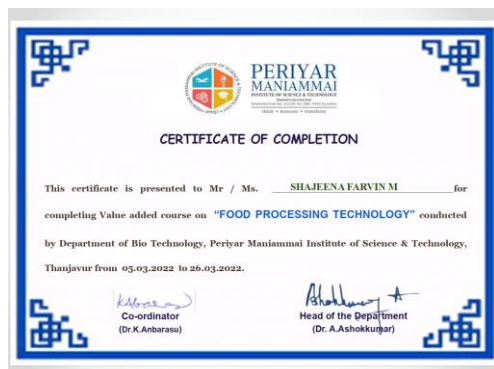 PERIYAR
MANIAMMAI
INSTITUTE OF SCIENCE & TECHNOLOGY
CERTIFICATE OF COMPLETION
This certificate is presented to Mr / Ms. SHAJEENA FARVIN M for
completing Value added course on "FOOD PROCESSING TECHNOLOGY" conducted
by Department of Bio Technology, Periyar Maniammai Institute of Science & Technology,
Thanjavur from 05.03.2022 to 26.03.2022.
Co-ordinator
(Dr.K.Anbarasu)
Head of the Department
(Dr. A.Ashokkumar)